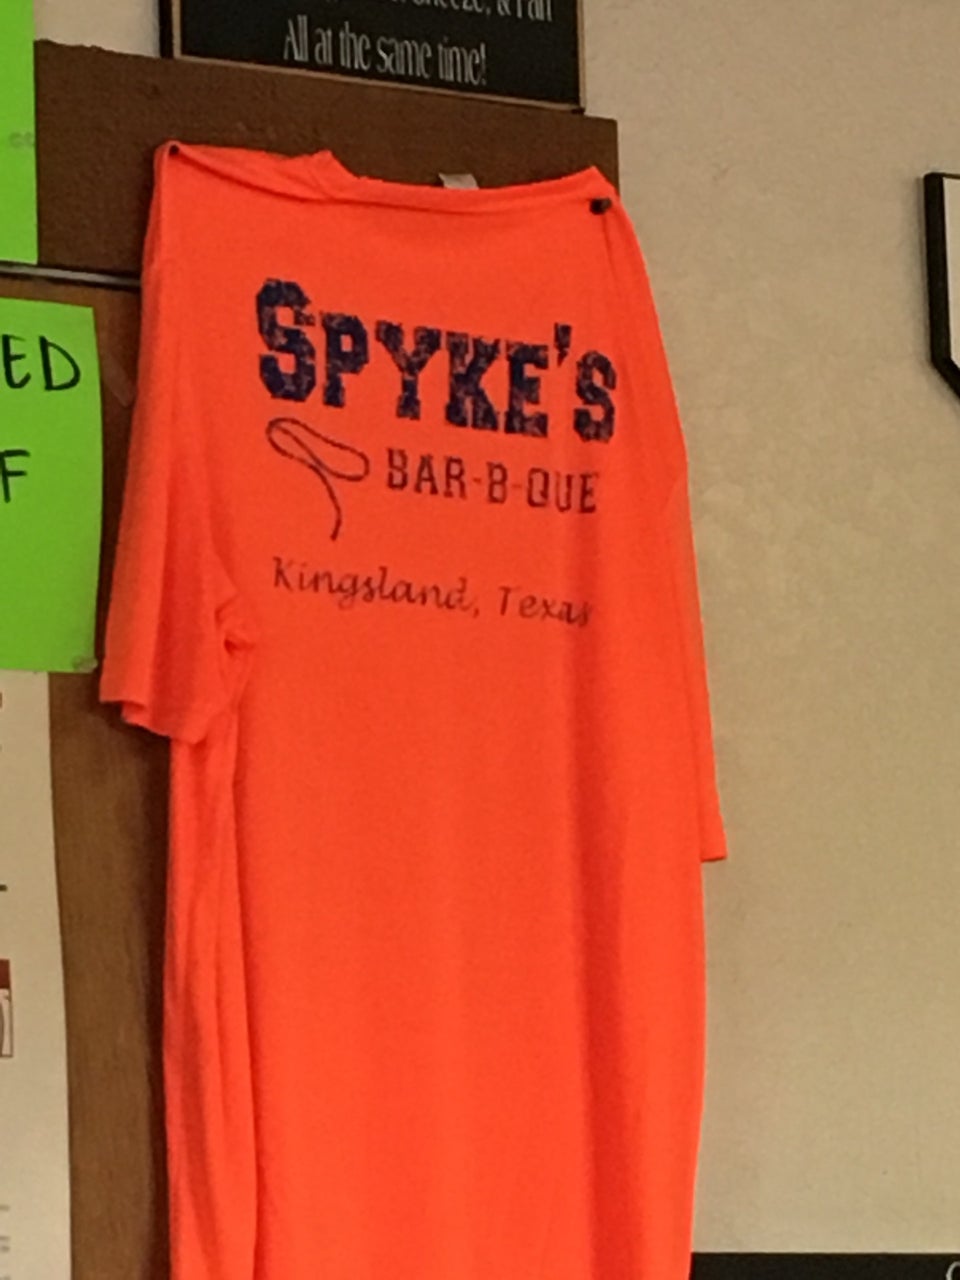 All at the same time!
SPYKE'S
BAR-B-QUE
Kingsland, Texas
ED
F